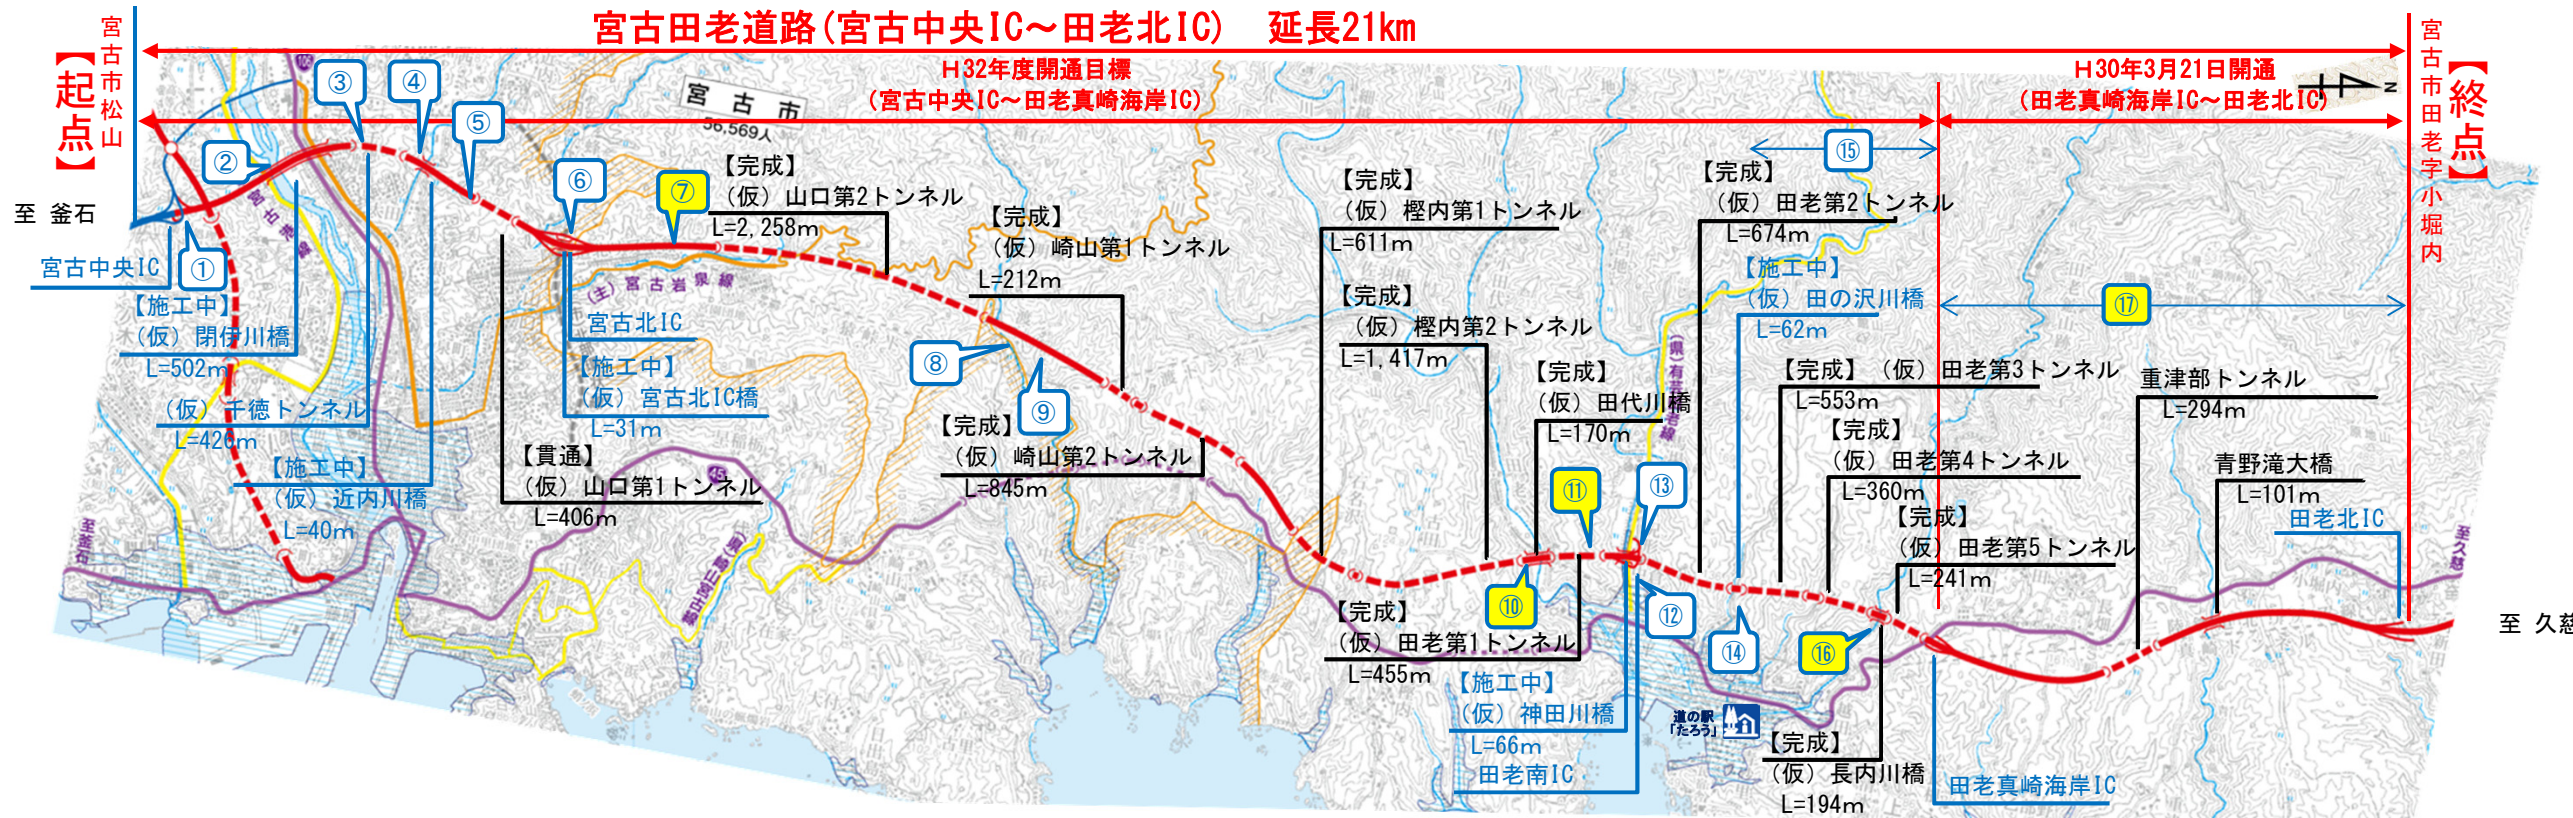 宮古田老道路(宮古中央IC～田老北IC)　延長21km
【起点】
宮古市松山
H32年度開通目標
(宮古中央IC～田老真崎海岸IC)
H30年3月21日開通
(田老真崎海岸IC～田老北IC)
【終点】
宮古市田老字小堀内
N
宮古市
56,569人
③
④
⑤
②
⑥
⑦
⑮
①
⑰
⑧
⑨
⑪
⑬
⑩
⑫
⑭
⑯
至 釜石
宮古中央IC
【施工中】
(仮) 閉伊川橋
L=502m
(仮) 千徳トンネル
L=426m
【施工中】
(仮) 近内川橋
L=40m
【貫通】
(仮) 山口第1トンネル
L=406m
宮古北IC
【施工中】
(仮) 宮古北IC橋
L=31m
【完成】
(仮) 山口第2トンネル
L=2,258m
【完成】
(仮) 崎山第1トンネル
L=212m
【完成】
(仮) 崎山第2トンネル
L=845m
【完成】
(仮) 樫内第1トンネル
L=611m
【完成】
(仮) 樫内第2トンネル
L=1,417m
【完成】
(仮) 田代川橋
L=170m
【完成】
(仮) 田老第1トンネル
L=455m
【施工中】
(仮) 神田川橋
L=66m
田老南IC
【完成】
(仮) 田老第2トンネル
L=674m
【施工中】
(仮) 田の沢川橋
L=62m
【完成】 (仮) 田老第3トンネル
L=553m
【完成】
(仮) 田老第4トンネル
L=360m
【完成】
(仮) 田老第5トンネル
L=241m
【完成】
(仮) 長内川橋
L=194m
田老真崎海岸IC
重津部トンネル
L=294m
青野滝大橋
L=101m
田老北IC
至 久慈
至久慈
至釜石
(主)宮古岩泉線
45
道の駅
「たろう」